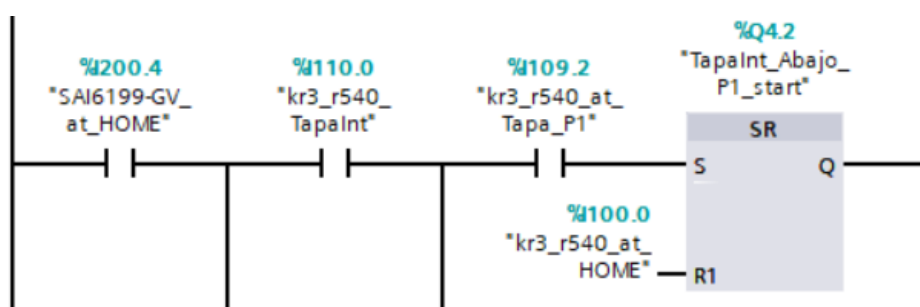 %I200.4
"SAI6199-GV_
at_HOME"
%I110.0
"kr3_r540_
TapaInt"
%I109.2
"kr3_r540_at_
Tapa_P1"
%Q4.2
"TapaInt_Abajo_
P1_start"
SR
S
Q
%I100.0
"kr3_r540_at_
HOME"
R1